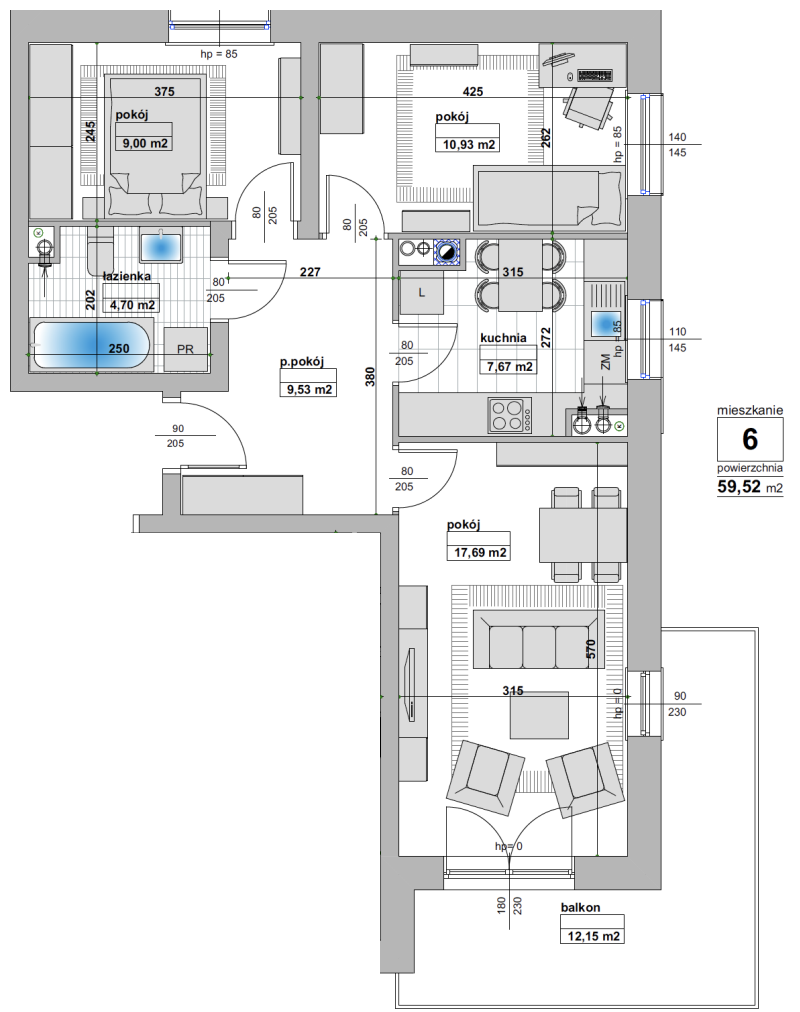 hp = 85
375
425
pokój
9,00 m2
245
pokój
10,93 m2
262
hp = 85
140
145
80
205
80
205
łazienka
4,70 m2
202
250
PR
80
205
227
315
L
kuchnia
7,67 m2
272
hp = 85
110
145
ZM
80
205
p.pokój
9,53 m2
380
90
205
mieszkanie
6
powierzchnia
59,52 m2
80
205
pokój
17,69 m2
570
315
hp = 0
90
230
hp= 0
180
230
balkon
12,15 m2